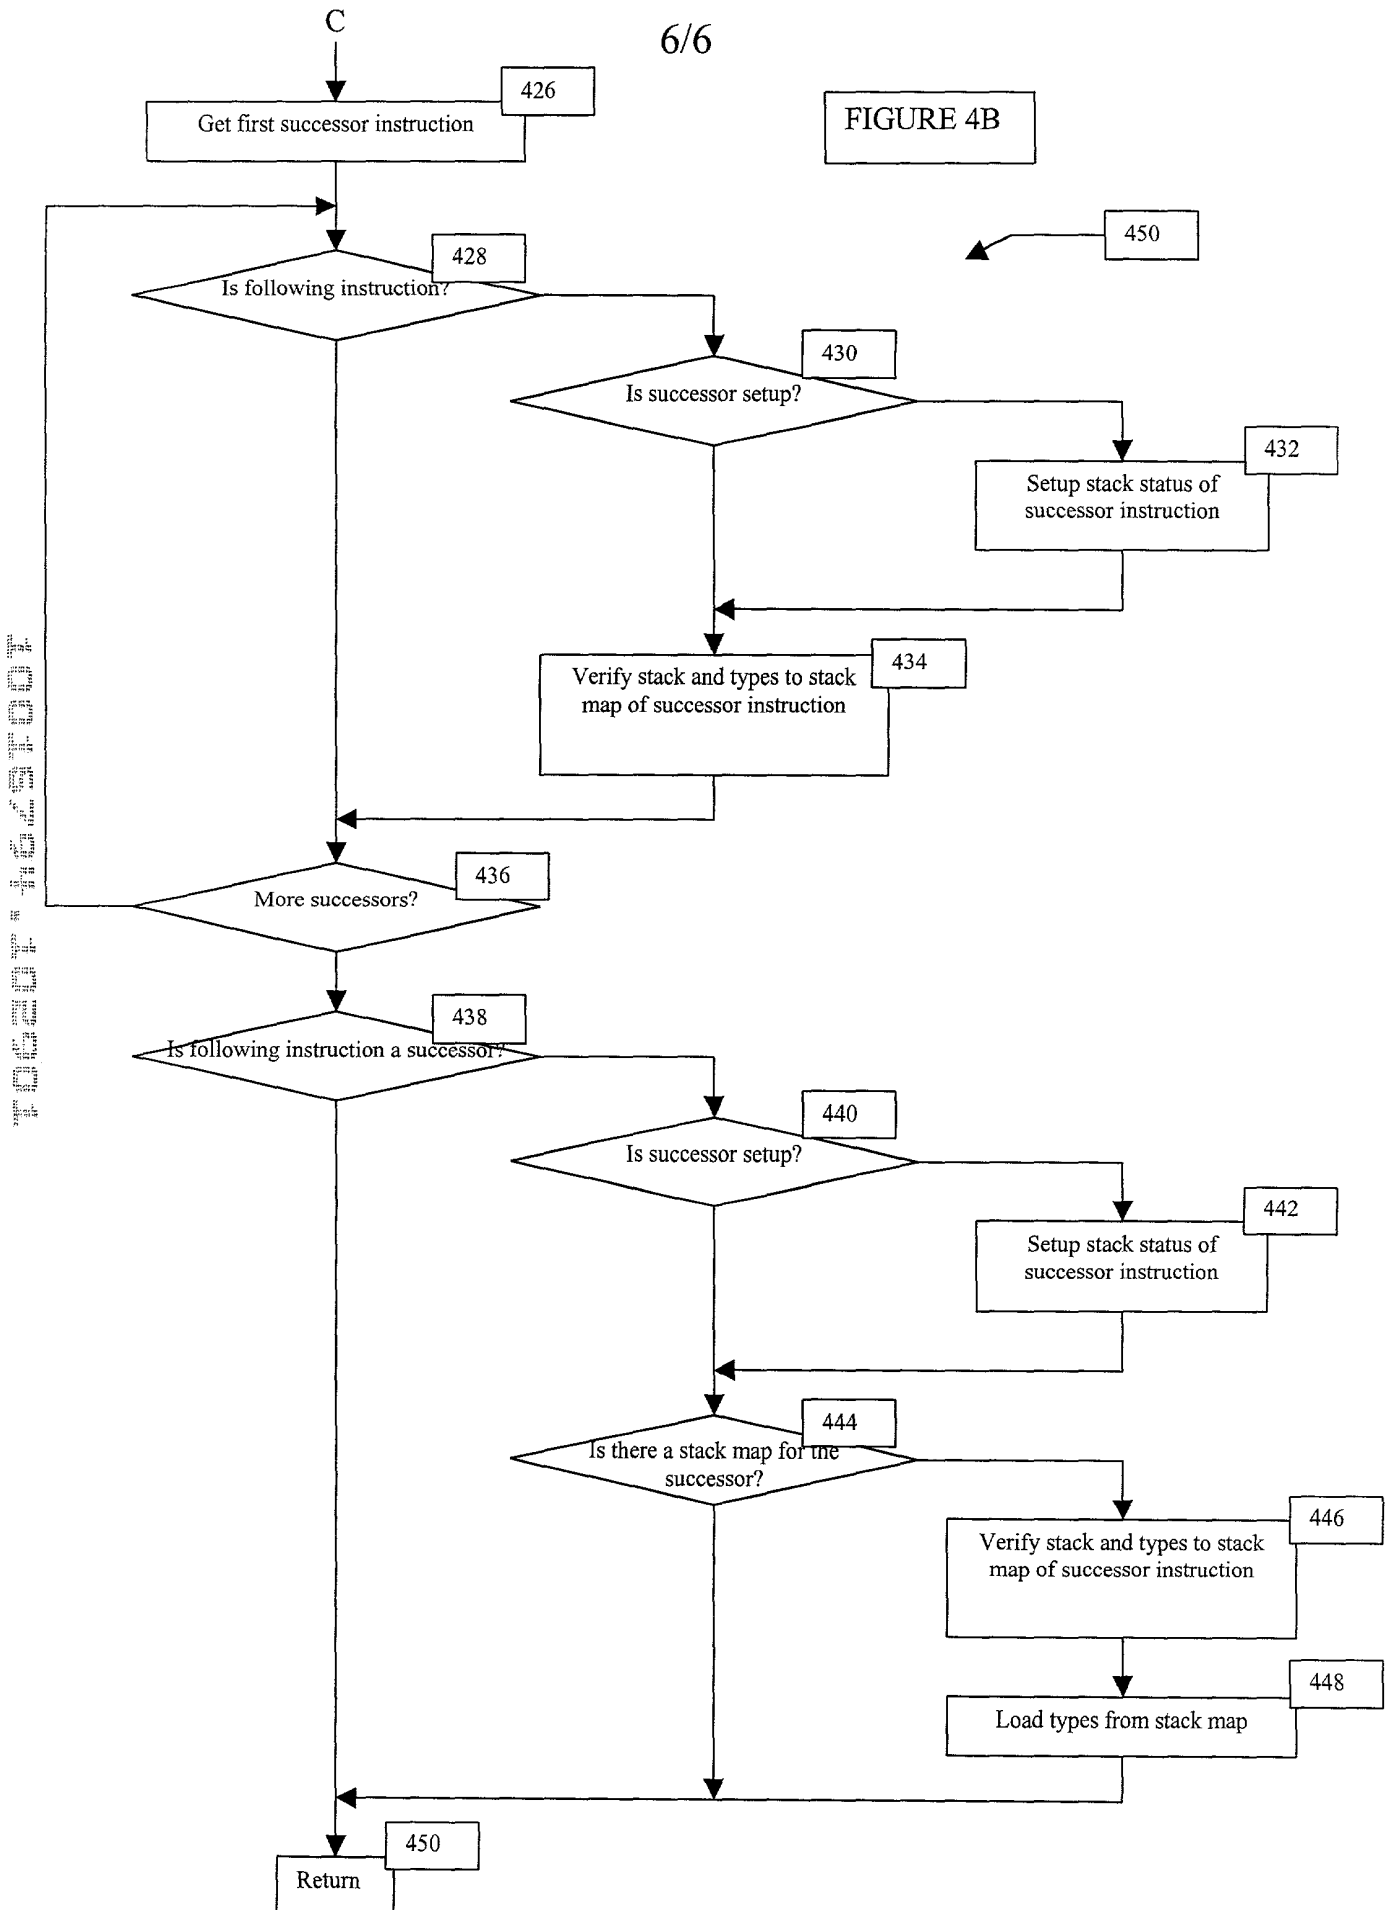 C
6/6
426
Get first successor instruction
FIGURE 4B
450
428
Is following instruction?
430
Is successor setup?
432
Setup stack status of
successor instruction
434
Verify stack and types to stack
map of successor instruction
436
More successors?
438
Is following instruction a successor?
440
Is successor setup?
442
Setup stack status of
successor instruction
444
Is there a stack map for the
successor?
446
Verify stack and types to stack
map of successor instruction
448
Load types from stack map
450
Return